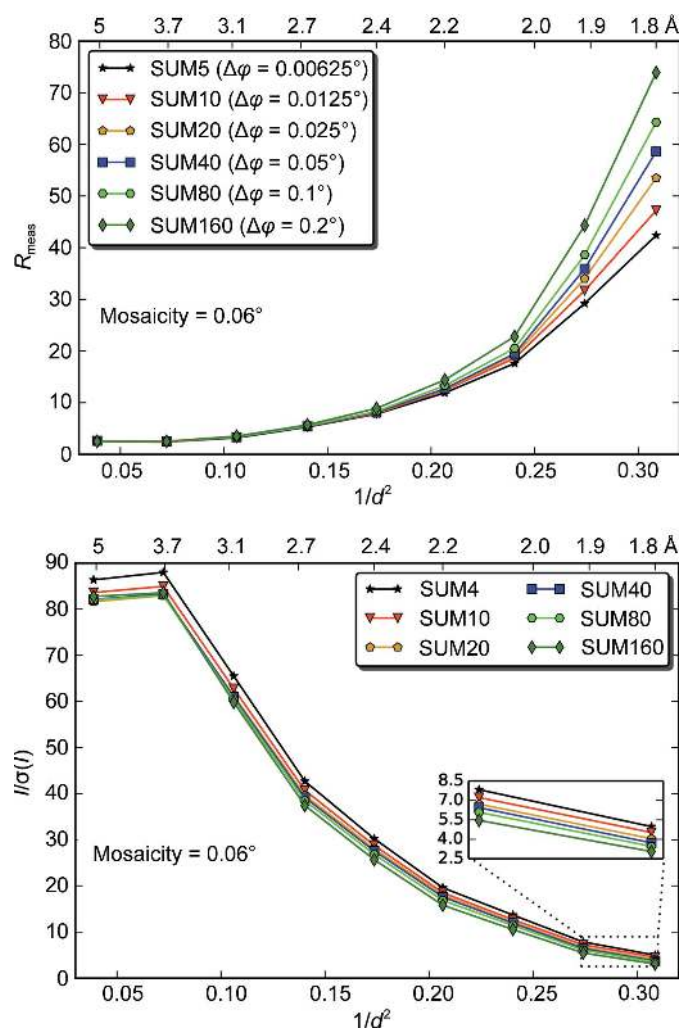 5 3.7 3.1 2.7 2.4 2.2 2.0 1.9 1.8 Å
80
70
60
50
40
30
20
10
0
R_meas
SUM5 (Δφ = 0.00625°)
SUM10 (Δφ = 0.0125°)
SUM20 (Δφ = 0.025°)
SUM40 (Δφ = 0.05°)
SUM80 (Δφ = 0.1°)
SUM160 (Δφ = 0.2°)
Mosaicity = 0.06°
0.05 0.10 0.15 0.20 0.25 0.30
1/d²
5 3.7 3.1 2.7 2.4 2.2 2.0 1.9 1.8 Å
90
80
70
60
50
40
30
20
10
0
I/σ(I)
SUM4 SUM40
SUM10 SUM80
SUM20 SUM160
8.5
7.0
5.5
4.0
2.5
Mosaicity = 0.06°
0.05 0.10 0.15 0.20 0.25 0.30
1/d²